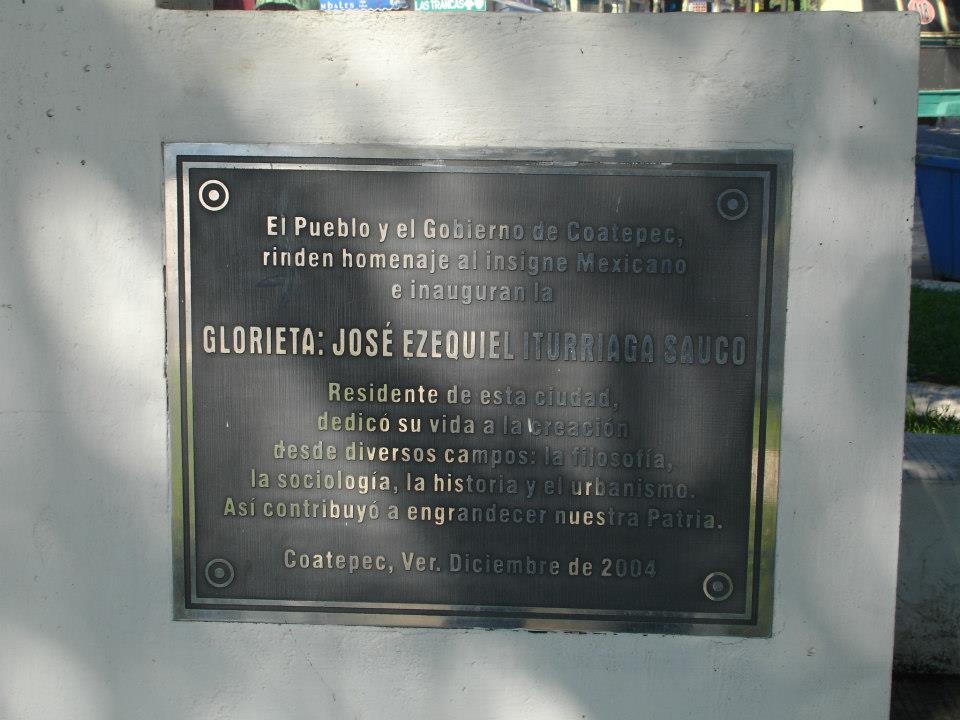 LAS TRANCAS
El Pueblo y el Gobierno de Coatepec,
rinden homenaje al insigne Mexicano
e inauguran la
GLORIETA: JOSÉ EZEQUIEL ITURRIAGA SAUCO
Residente de esta ciudad,
dedicó su vida a la creación
desde diversos campos: la filosofía,
la sociología, la historia y el urbanismo.
Así contribuyó a engrandecer nuestra Patria.
Coatepec, Ver. Diciembre de 2004